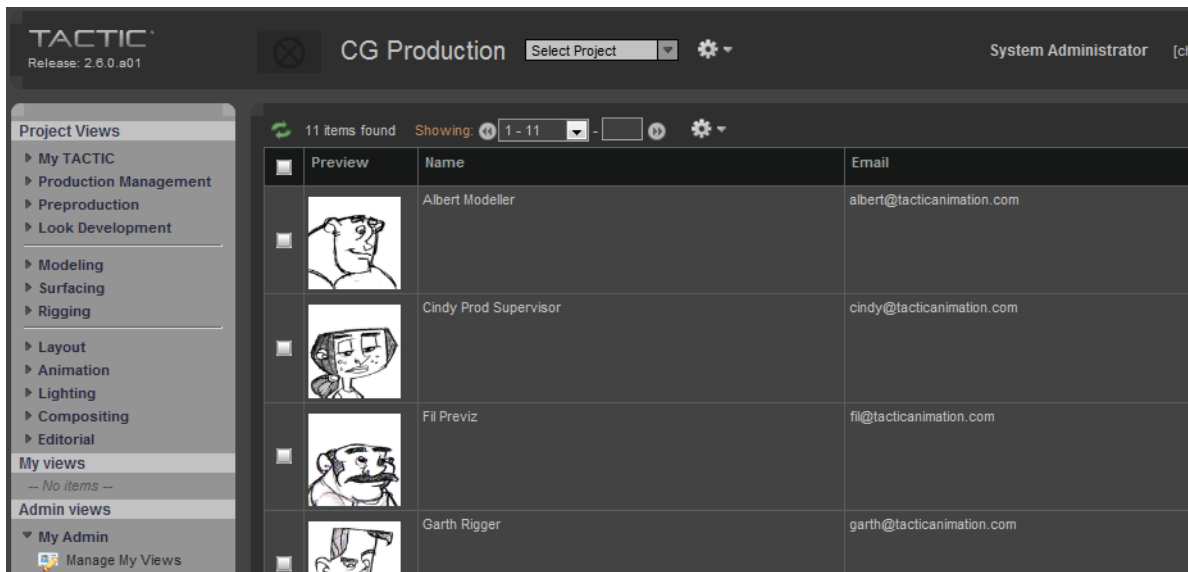 TACTIC
Release: 2.6.0.a01
CG Production
Select Project
System Administrator
Project Views
My TACTIC
Production Management
Preproduction
Look Development
Modeling
Surfacing
Rigging
Layout
Animation
Lighting
Compositing
Editorial
My views
-- No items --
Admin views
My Admin
Manage My Views
11 items found Showing: 1 - 11 -
Preview Name Email
Albert Modeller albert@tacticanimation.com
Cindy Prod Supervisor cindy@tacticanimation.com
Fil Previz fil@tacticanimation.com
Garth Rigger garth@tacticanimation.com